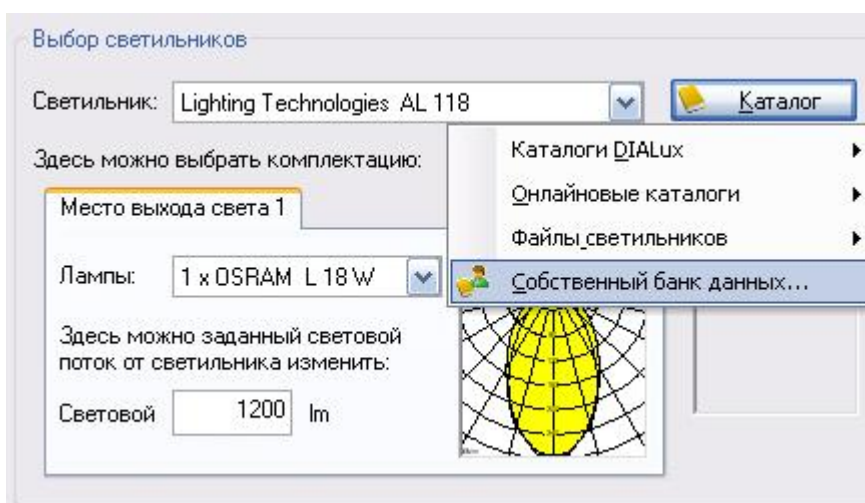 Выбор светильников
Светильник: Lighting Technologies AL 118 Каталог
Здесь можно выбрать комплектацию:
Каталоги DIALux
Онлайновые каталоги
Файлы светильников
Собственный банк данных...
Место выхода света 1
Лампы: 1 x OSRAM L 18 W
Здесь можно заданный световой
поток от светильника изменить:
Световой 1200 lm